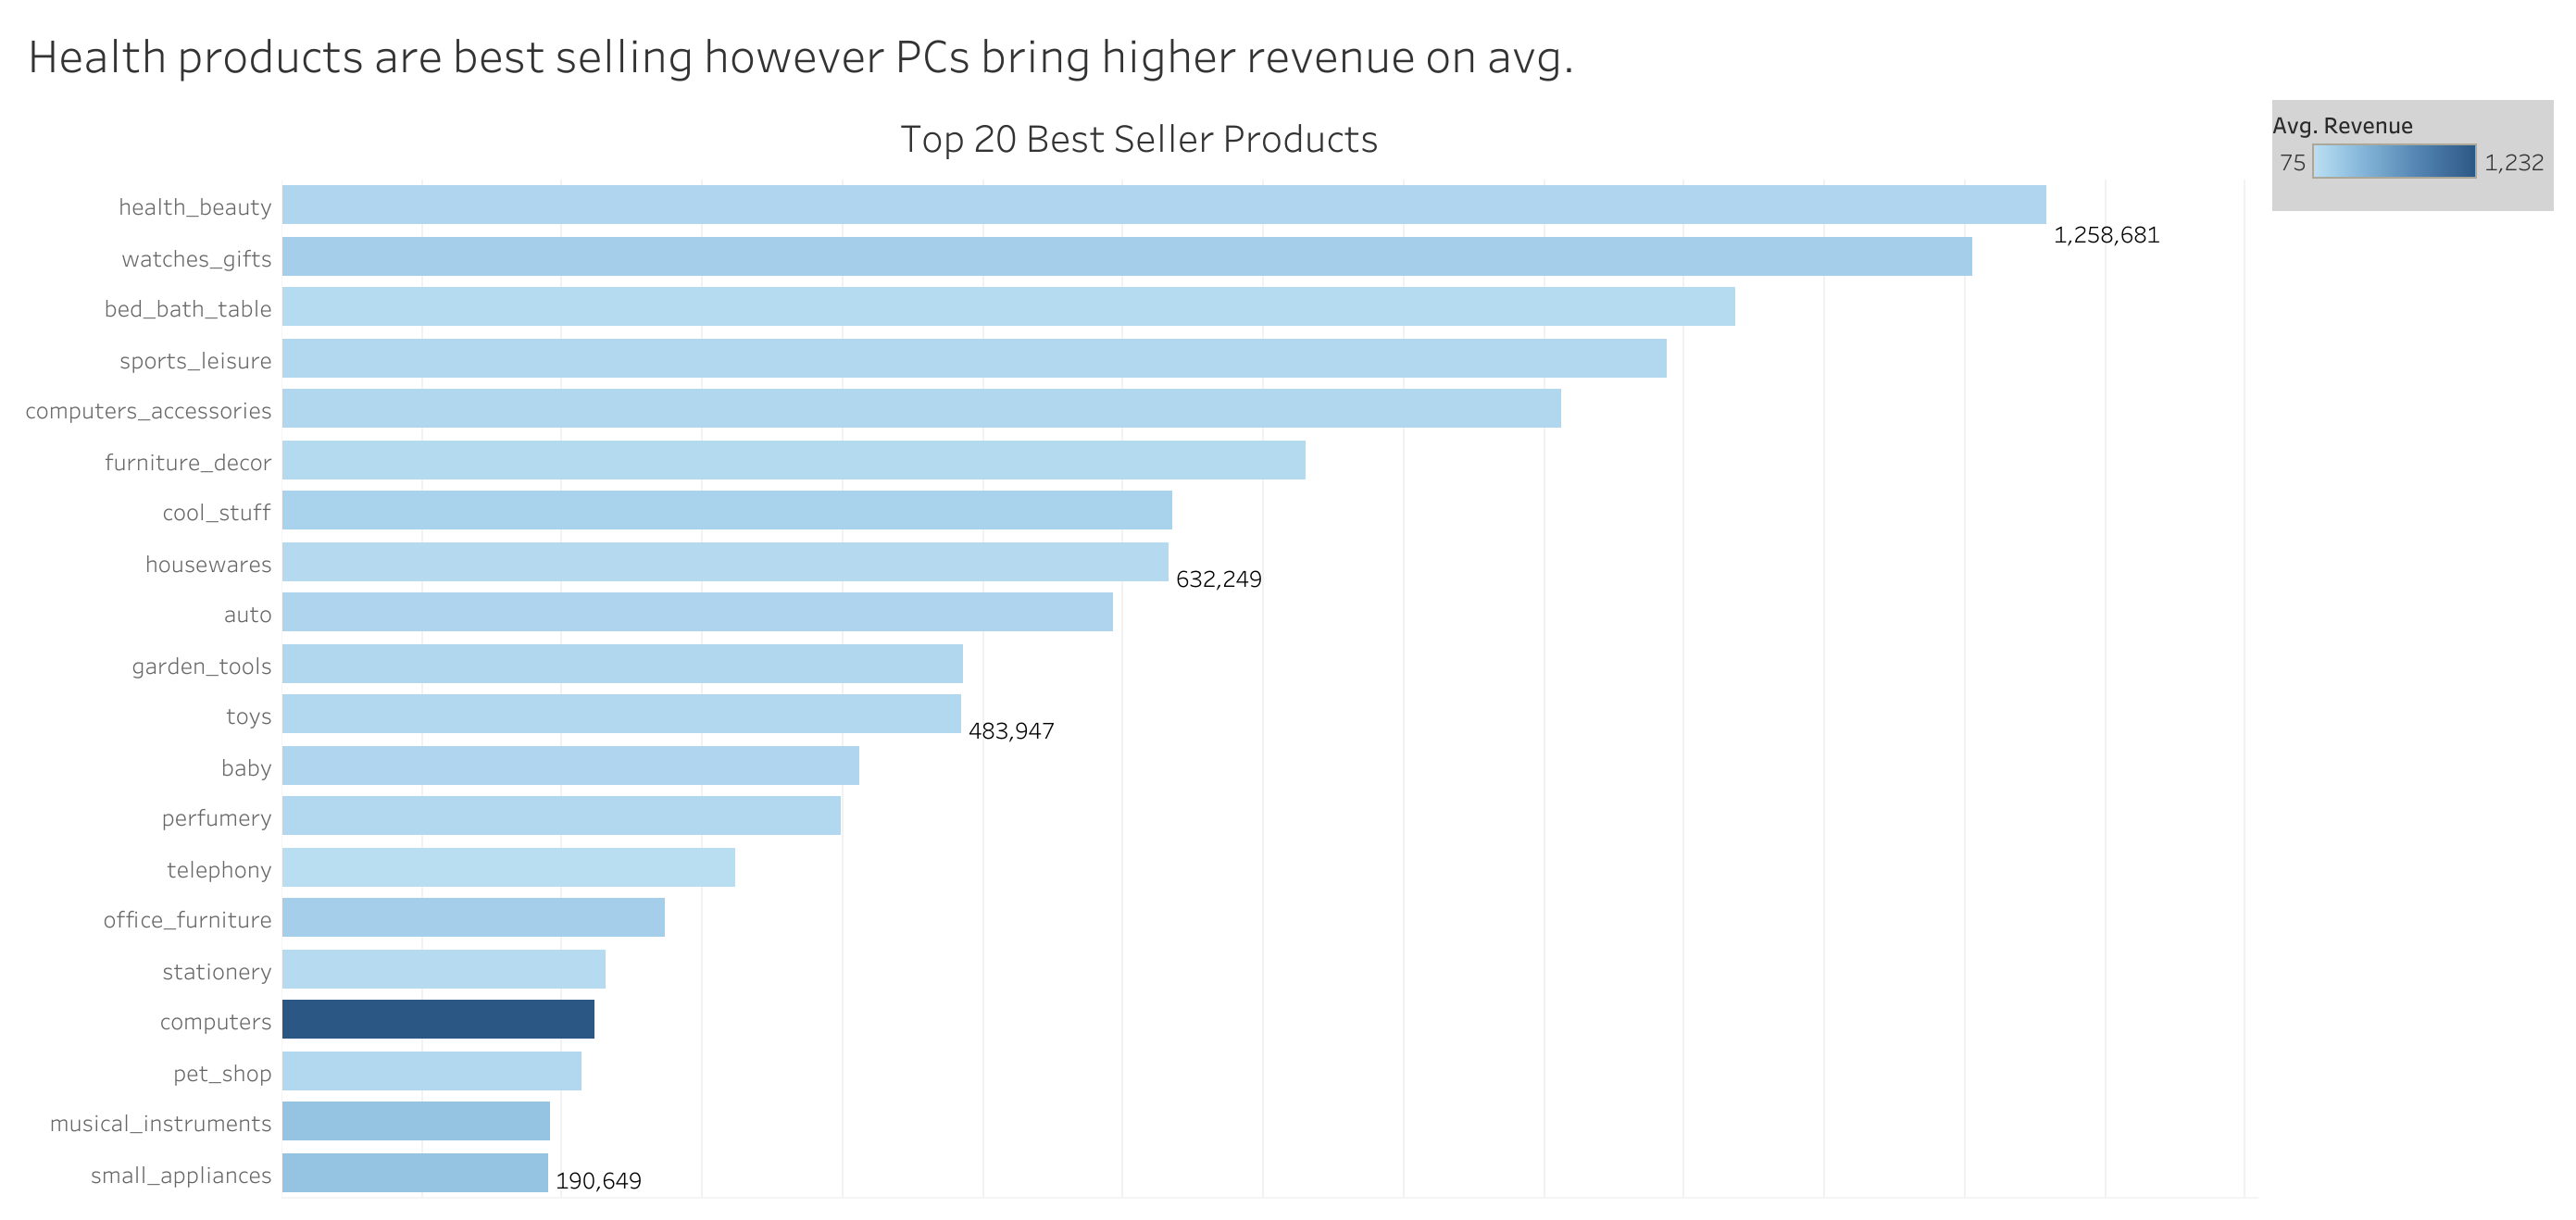 Health products are best selling however PCs bring higher revenue on avg.
Top 20 Best Seller Products
Avg. Revenue
75 1,232
health_beauty
1,258,681
watches_gifts
bed_bath_table
sports_leisure
computers_accessories
furniture_decor
cool_stuff
housewares
632,249
auto
garden_tools
toys
483,947
baby
perfumery
telephony
office_furniture
stationery
computers
pet_shop
musical_instruments
small_appliances
190,649